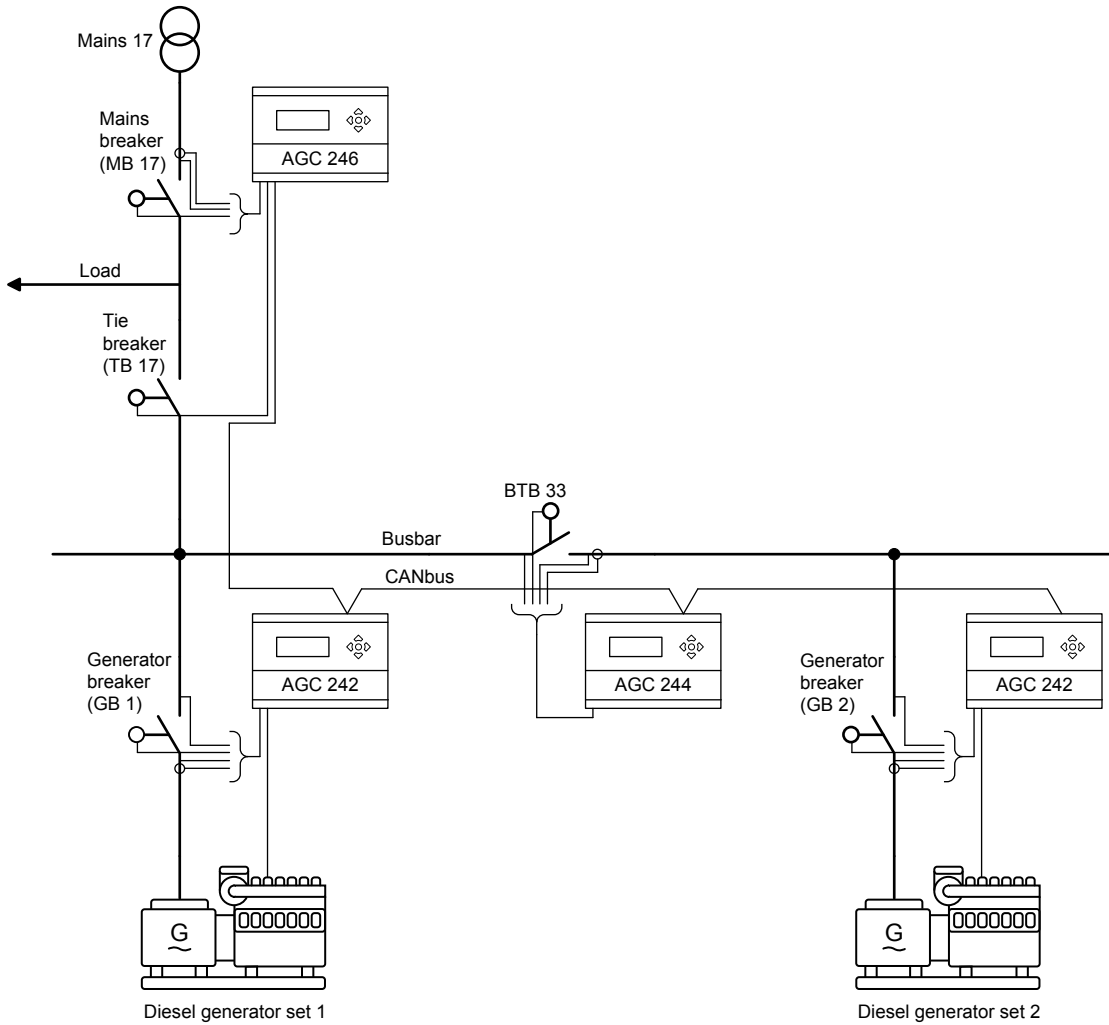 Mains 17
Mains
breaker
(MB 17)
AGC 246
Load
Tie
breaker
(TB 17)
BTB 33
Busbar
CANbus
Generator
breaker
(GB 1)
AGC 242
AGC 244
Generator
breaker
(GB 2)
AGC 242
G
G
Diesel generator set 1
Diesel generator set 2